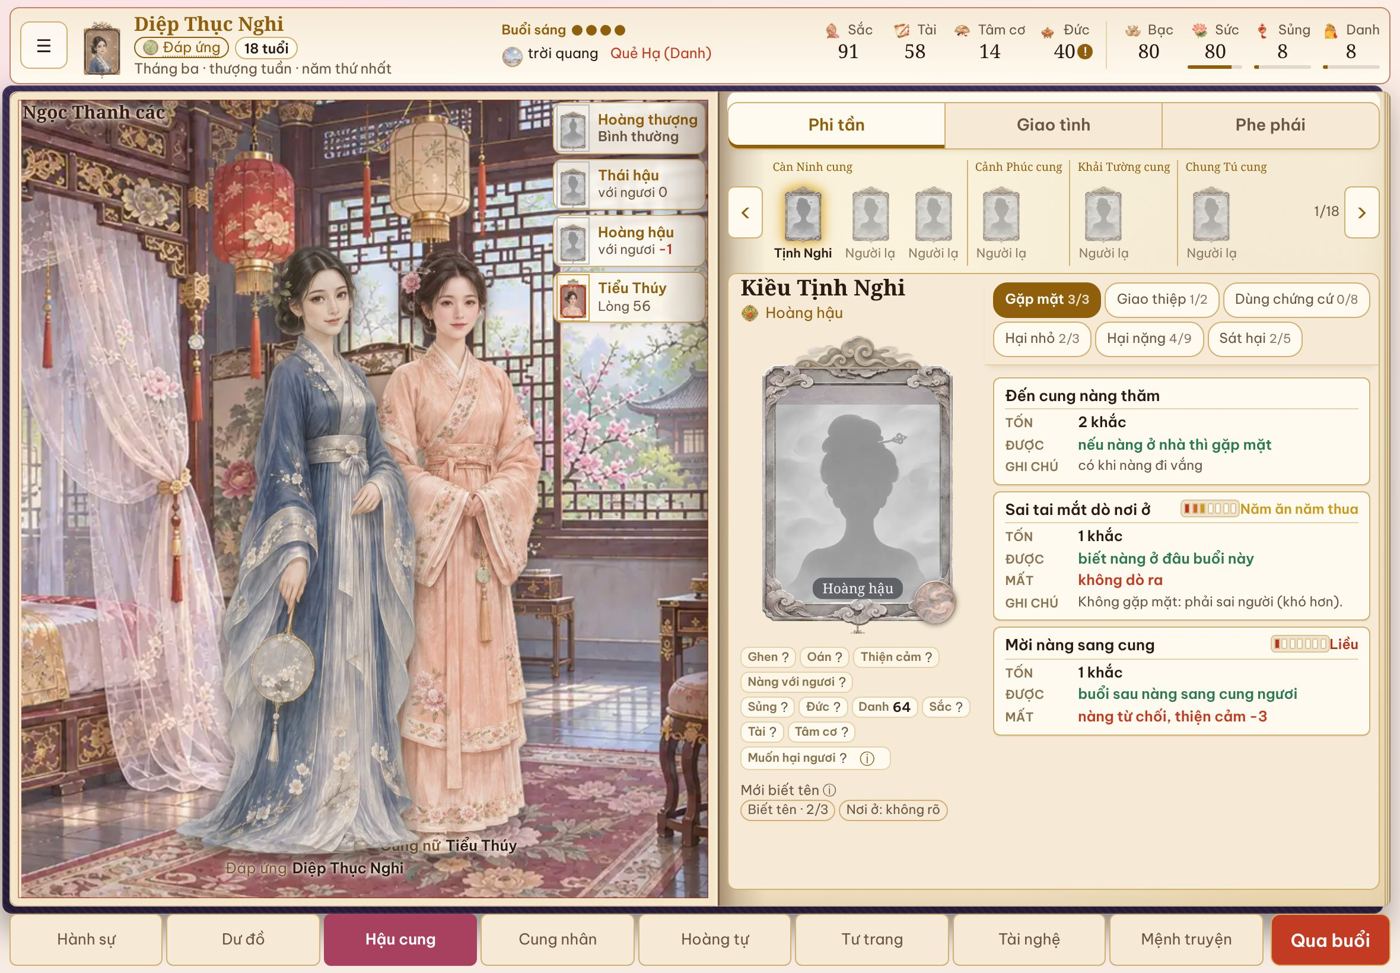 ☰
Diệp Thục Nghi
Đáp ứng 18 tuổi
Tháng ba · thượng tuần · năm thứ nhất
Buổi sáng
trời quang Quẻ Hạ (Danh)
Sắc Tài Tâm cơ Đức Bạc Sức Sủng Danh
91 58 14 40 ! 80 80 8 8
Ngọc Thanh các
Hoàng thượng
Bình thường
Thái hậu
với ngươi 0
Hoàng hậu
với ngươi -1
Tiểu Thúy
Lòng 56
Cung nữ Tiểu Thúy
Đáp ứng Diệp Thục Nghi
Phi tần Giao tình Phe phái
Càn Ninh cung Cảnh Phúc cung Khải Tường cung Chung Tú cung
‹ 1/18 ›
Tịnh Nghi Người lạ Người lạ Người lạ Người lạ Người lạ
Kiều Tịnh Nghi
Hoàng hậu
Hoàng hậu
Ghen ? Oán ? Thiện cảm ?
Nàng với ngươi ?
Sủng ? Đức ? Danh 64 Sắc ?
Tài ? Tâm cơ ?
Muốn hại ngươi ? ⓘ
Mới biết tên ⓘ
Biết tên · 2/3 Nơi ở: không rõ
Gặp mặt 3/3 Giao thiệp 1/2 Dùng chứng cứ 0/8
Hại nhỏ 2/3 Hại nặng 4/9 Sát hại 2/5
Đến cung nàng thăm
TỐN 2 khắc
ĐƯỢC nếu nàng ở nhà thì gặp mặt
GHI CHÚ có khi nàng đi vắng
Sai tai mắt dò nơi ở Năm ăn năm thua
TỐN 1 khắc
ĐƯỢC biết nàng ở đâu buổi này
MẤT không dò ra
GHI CHÚ Không gặp mặt: phải sai người (khó hơn).
Mời nàng sang cung Liều
TỐN 1 khắc
ĐƯỢC buổi sau nàng sang cung ngươi
MẤT nàng từ chối, thiện cảm -3
Hành sự Dư đồ Hậu cung Cung nhân Hoàng tự Tư trang Tài nghệ Mệnh truyện Qua buổi